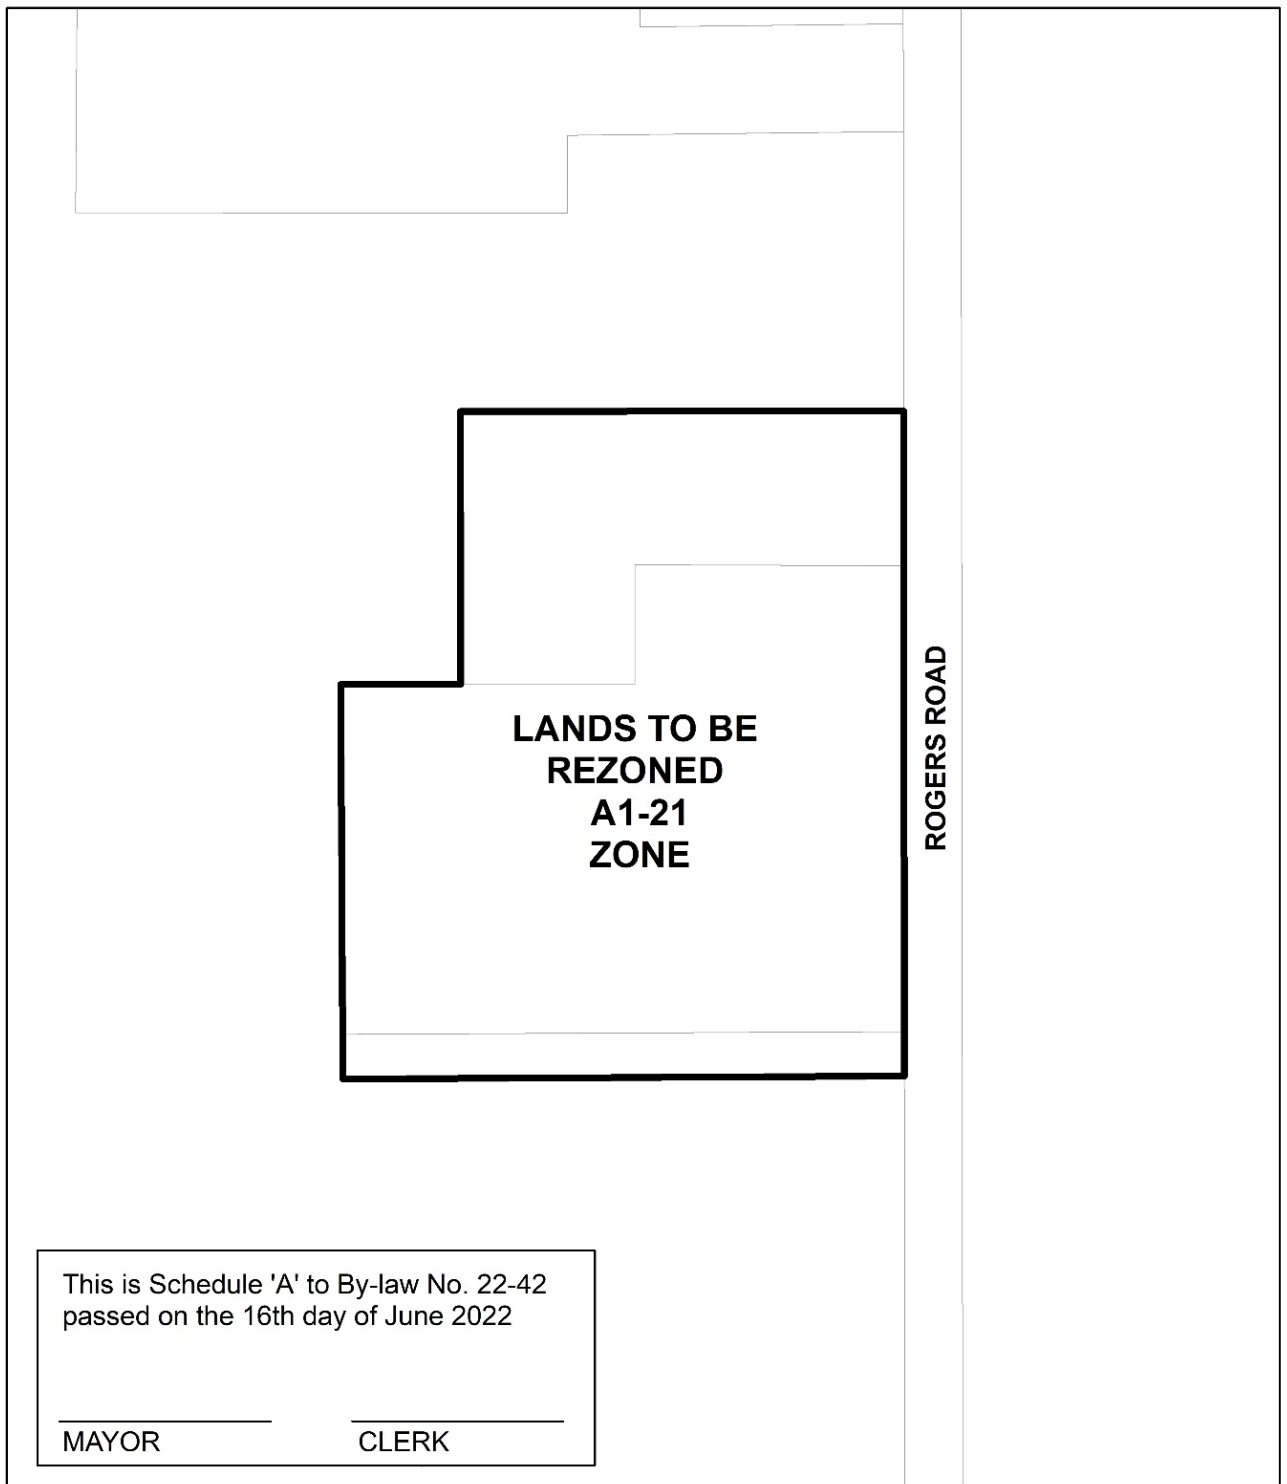 LANDS TO BE
REZONED
A1-21
ZONE
ROGERS ROAD
This is Schedule 'A' to By-law No. 22-42
passed on the 16th day of June 2022
MAYOR
CLERK